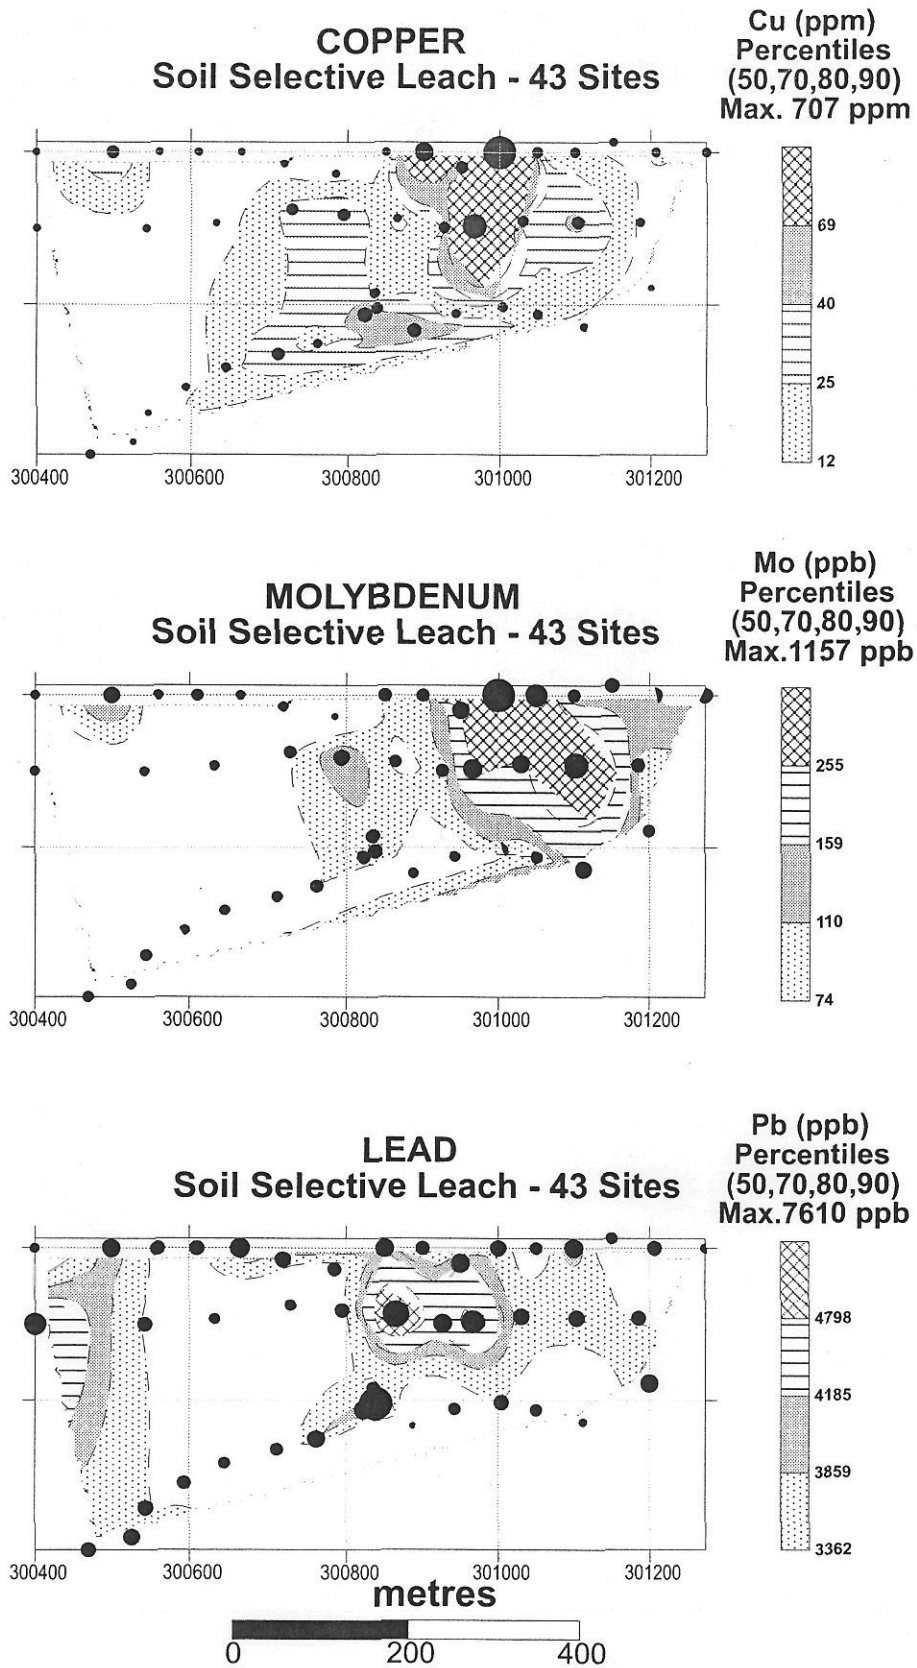 COPPER
Soil Selective Leach - 43 Sites
Cu (ppm)
Percentiles
(50,70,80,90)
Max. 707 ppm
69
40
25
12
300400 300600 300800 301000 301200
MOLYBDENUM
Soil Selective Leach - 43 Sites
Mo (ppb)
Percentiles
(50,70,80,90)
Max.1157 ppb
255
159
110
74
300400 300600 300800 301000 301200
LEAD
Soil Selective Leach - 43 Sites
Pb (ppb)
Percentiles
(50,70,80,90)
Max.7610 ppb
4798
4185
3859
3362
300400 300600 300800 301000 301200
metres
0 200 400